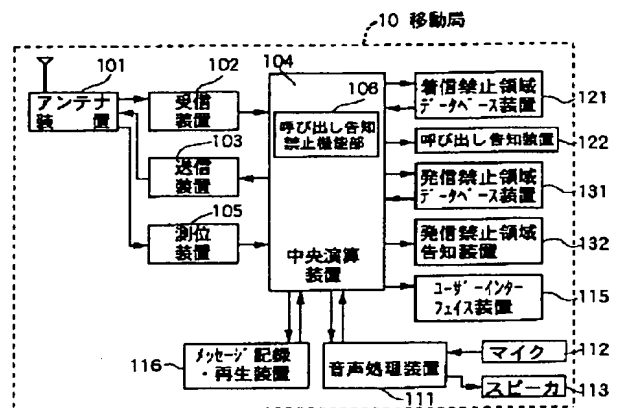 10 移動局
101
アンテナ
装置
102
受信
装置
103
送信
装置
105
測位
装置
104
106
呼び出し告知
禁止機能部
中央演算
装置
着信禁止領域
データベース装置
121
呼び出し告知装置
122
発信禁止領域
データベース装置
131
発信禁止領域
告知装置
132
ユーザーインター
フェイス装置
115
116
メッセージ記録
・再生装置
音声処理装置
111
マイク
112
スピーカ
113